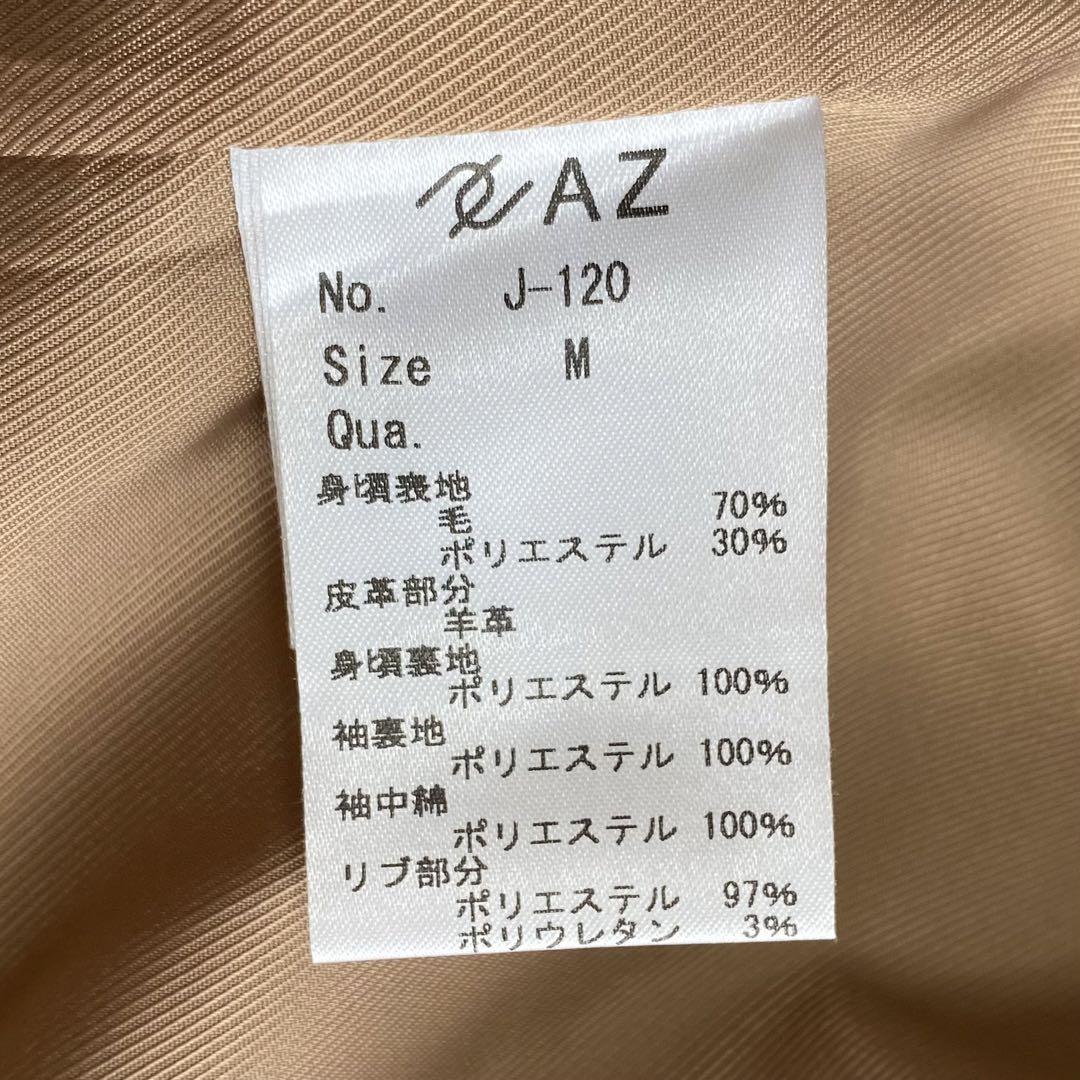 AZ
No. J-120
Size M
Qua.
身頃表地
毛 70%
ポリエステル 30%
皮革部分
羊革
身頃裏地
ポリエステル 100%
袖裏地
ポリエステル 100%
袖中綿
ポリエステル 100%
リブ部分
ポリエステル 97%
ポリウレタン 3%